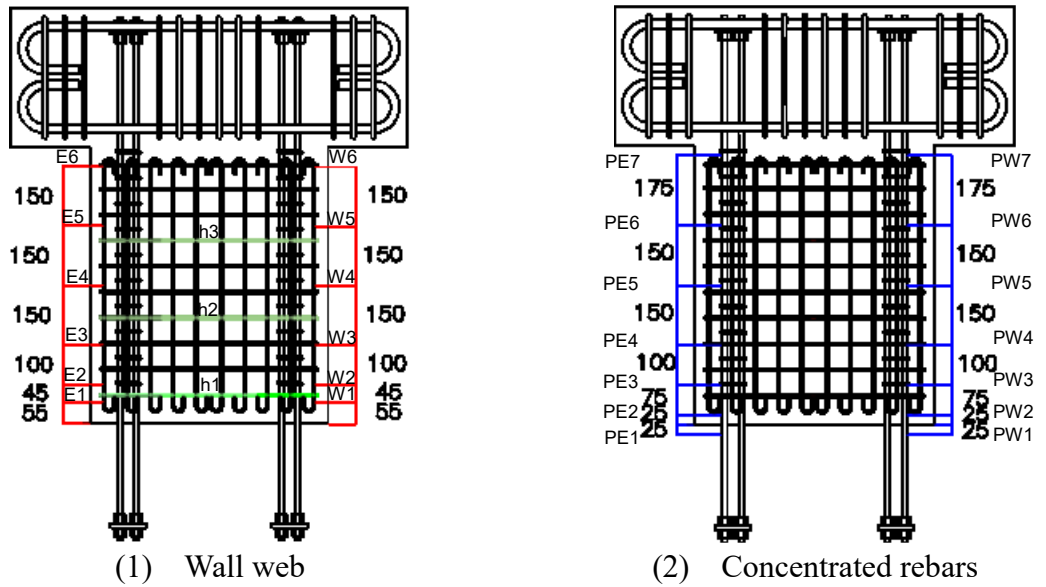 E6
W6
150
150
E5
W5
h3
150
150
E4
W4
150
h2
150
E3
W3
100
100
E2
W2
45
h1
45
E1
W1
55
55
(1) Wall web
PE7
PW7
175
175
PE6
PW6
150
150
PE5
PW5
150
150
PE4
PW4
100
100
PE3
PW3
75
75
PE2
25
25
PW2
PE1
25
25
PW1
(2) Concentrated rebars